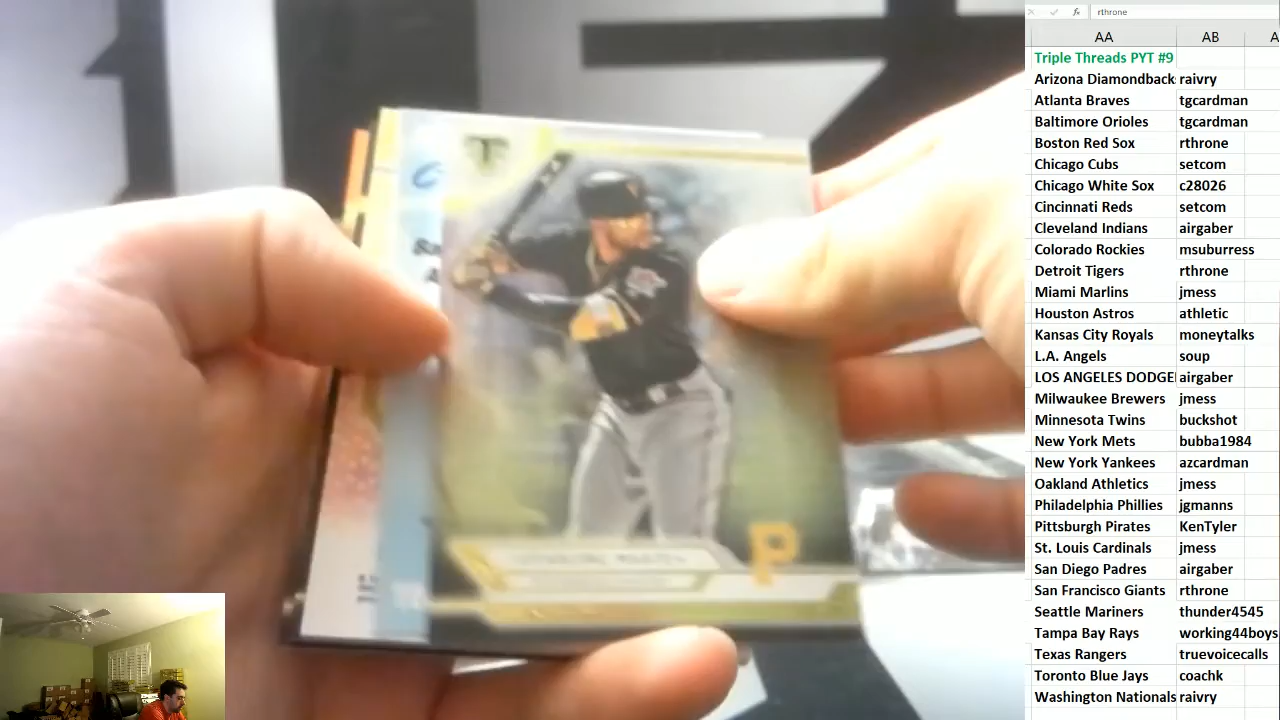 rthrone
AA AB A
Triple Threads PYT #9
Arizona Diamondback raivry
Atlanta Braves tgcardman
Baltimore Orioles tgcardman
Boston Red Sox rthrone
Chicago Cubs setcom
Chicago White Sox c28026
Cincinnati Reds setcom
Cleveland Indians airgaber
Colorado Rockies msuburress
Detroit Tigers rthrone
Miami Marlins jmess
Houston Astros athletic
Kansas City Royals moneytalks
L.A. Angels soup
LOS ANGELES DODGE airgaber
Milwaukee Brewers jmess
Minnesota Twins buckshot
New York Mets bubba1984
New York Yankees azcardman
Oakland Athletics jmess
Philadelphia Phillies jgmanns
Pittsburgh Pirates KenTyler
St. Louis Cardinals jmess
San Diego Padres airgaber
San Francisco Giants rthrone
Seattle Mariners thunder4545
Tampa Bay Rays working44boys
Texas Rangers truevoicecalls
Toronto Blue Jays coachk
Washington Nationals raivry
T
P